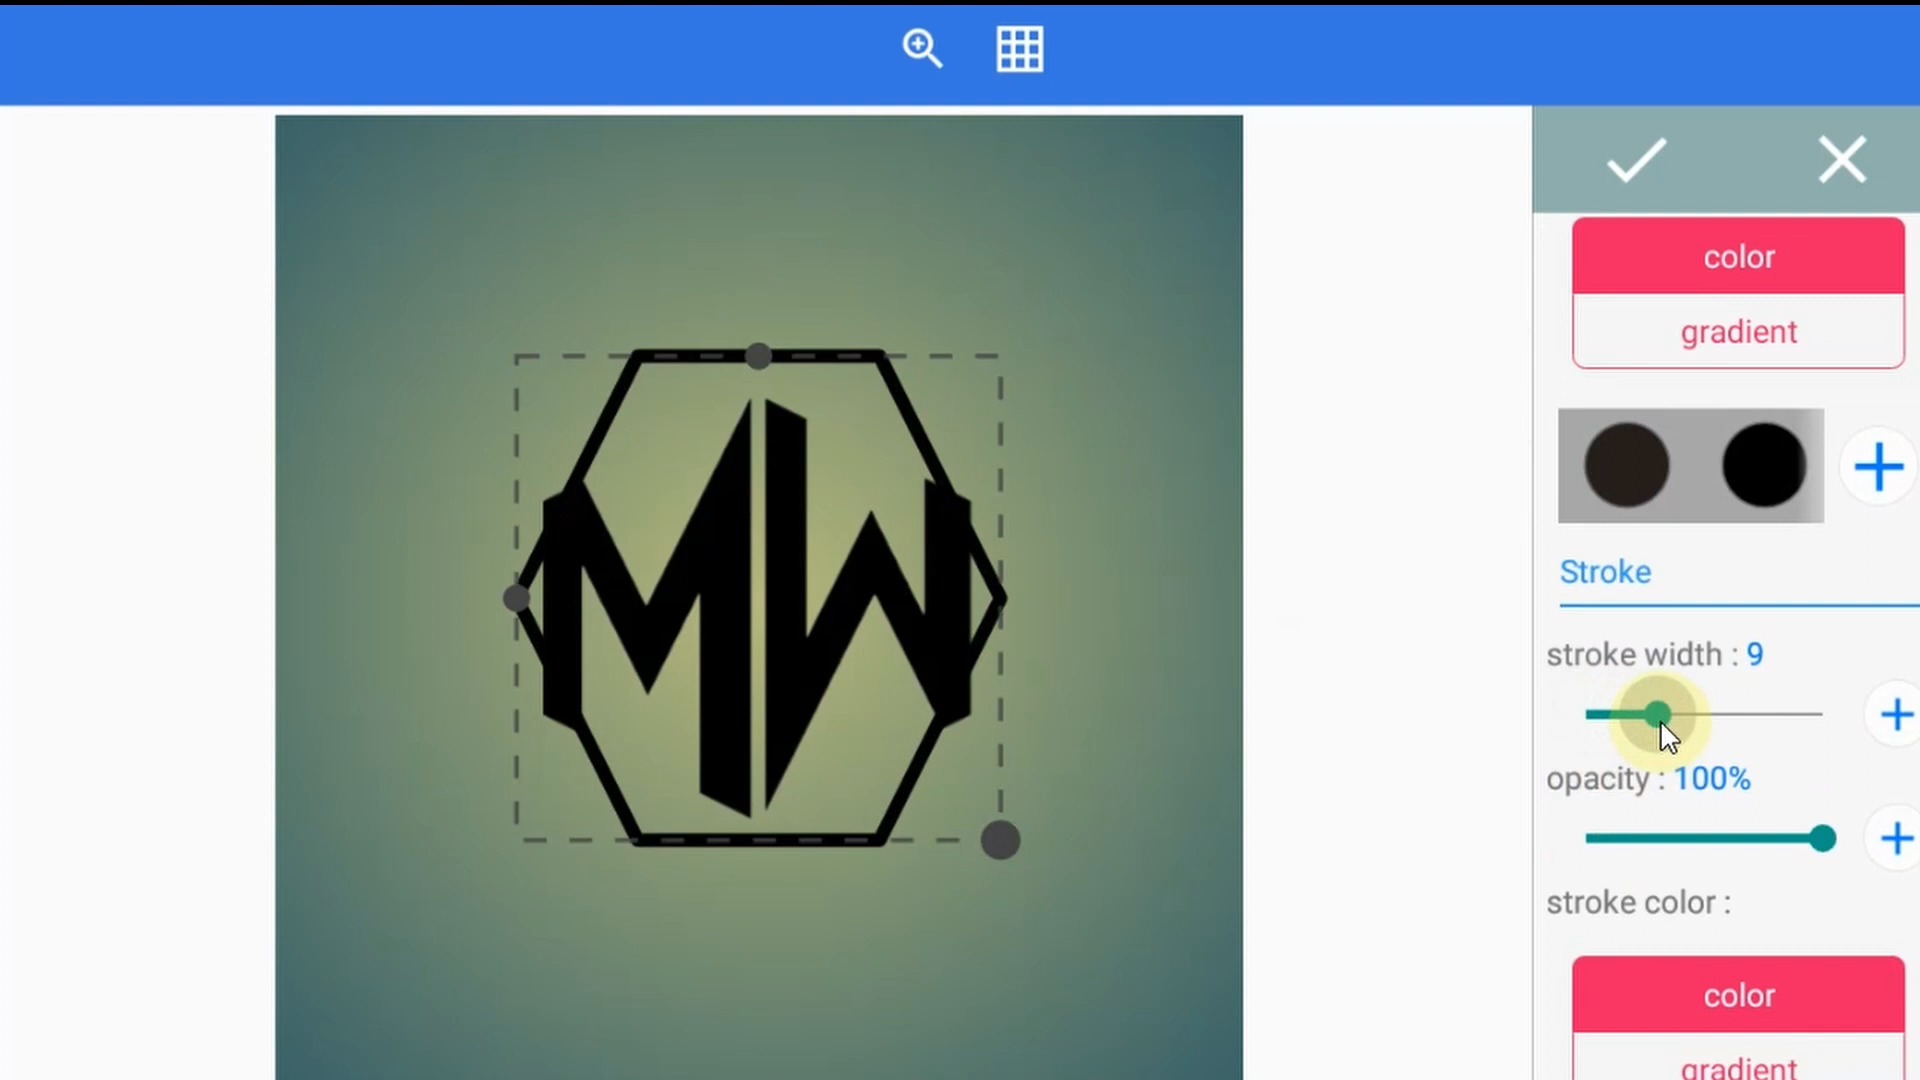 color
gradient
MW
Stroke
stroke width : 9
opacity : 100%
stroke color :
color
gradient